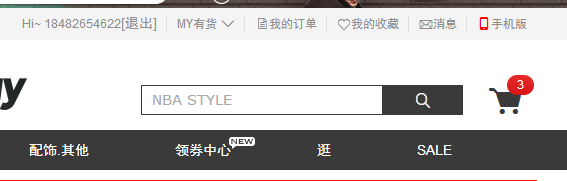 Hi~ 18482654622[退出] MY有货 我的订单 我的收藏 消息 手机版
NBA STYLE 3
配饰.其他 领券中心 NEW 逛 SALE